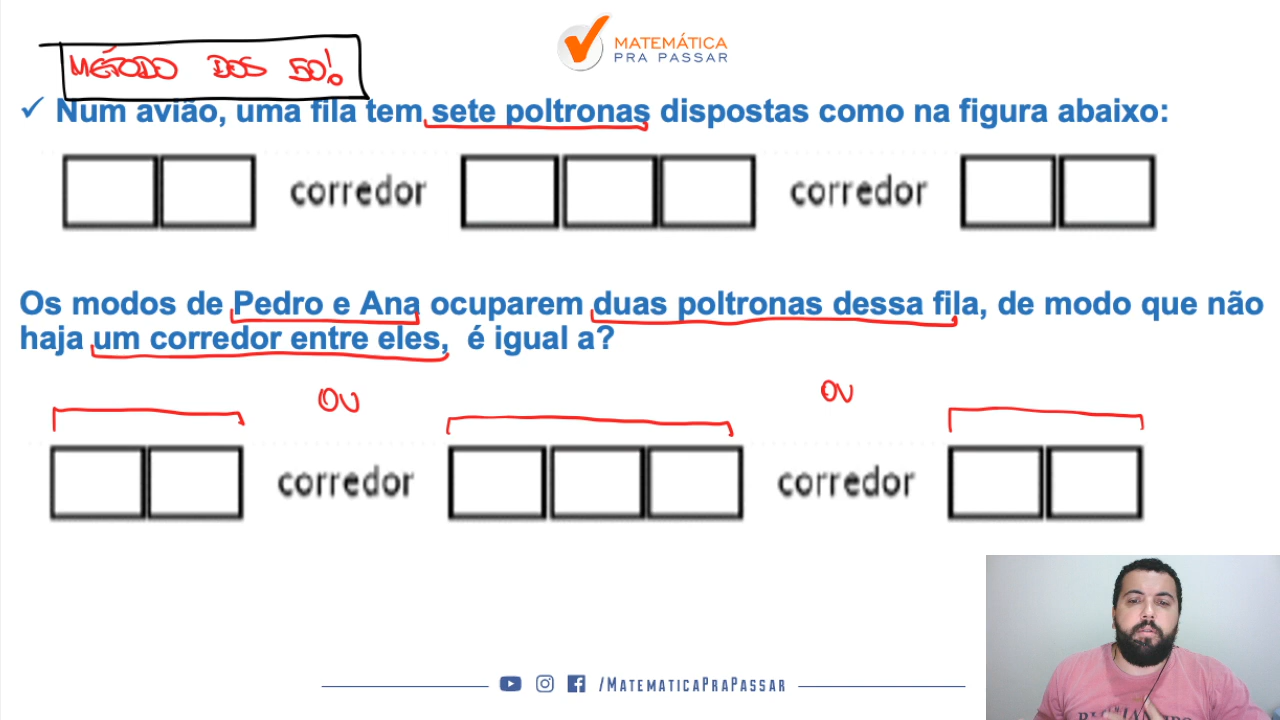 MATEMÁTICA
PRA PASSAR
MÉTODO DOS 50!
✓ Num avião, uma fila tem sete poltronas dispostas como na figura abaixo:
corredor corredor
Os modos de Pedro e Ana ocuparem duas poltronas dessa fila, de modo que não
haja um corredor entre eles, é igual a?
OU OU
corredor corredor
/MatematicaPraPassar